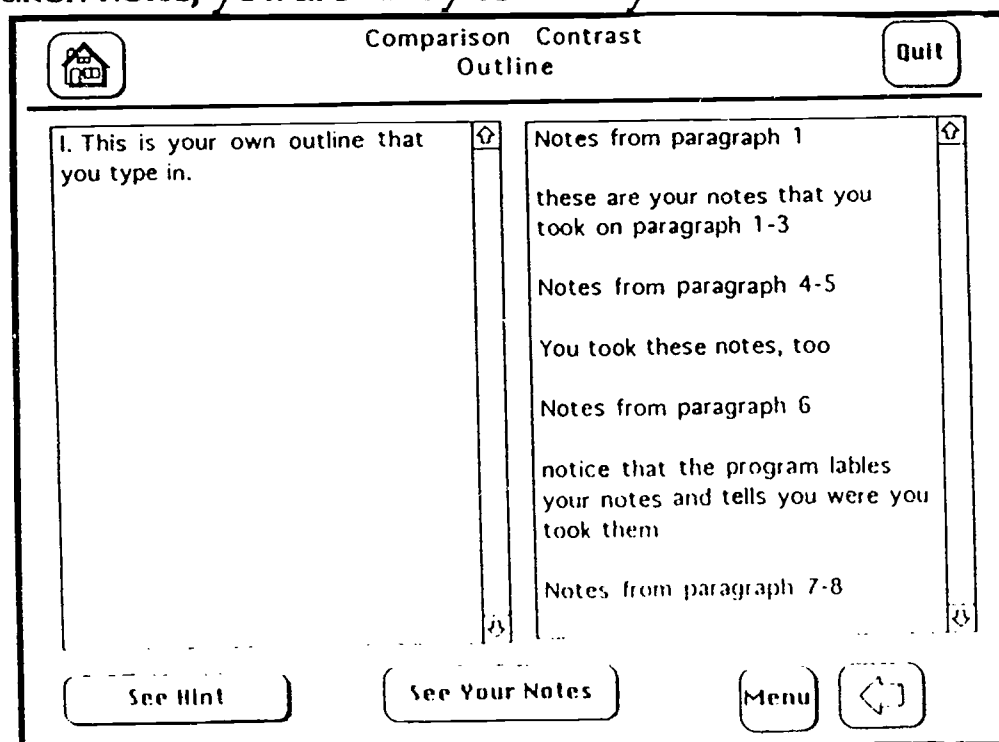 notes,
Comparison Contrast
Outline
Quit
I. This is your own outline that
you type in.
Notes from paragraph 1
these are your notes that you
took on paragraph 1-3
Notes from paragraph 4-5
You took these notes, too
Notes from paragraph 6
notice that the program lables
your notes and tells you were you
took them
Notes from paragraph 7-8
See Hint
See Your Notes
Menu